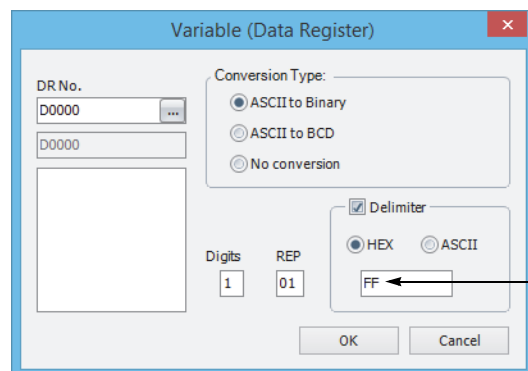 Variable (Data Register)
DR No.
D0000
...
D0000
Conversion Type:
ASCII to Binary
ASCII to BCD
No conversion
Digits
1
REP
01
Delimiter
HEX
ASCII
FF
OK
Cancel